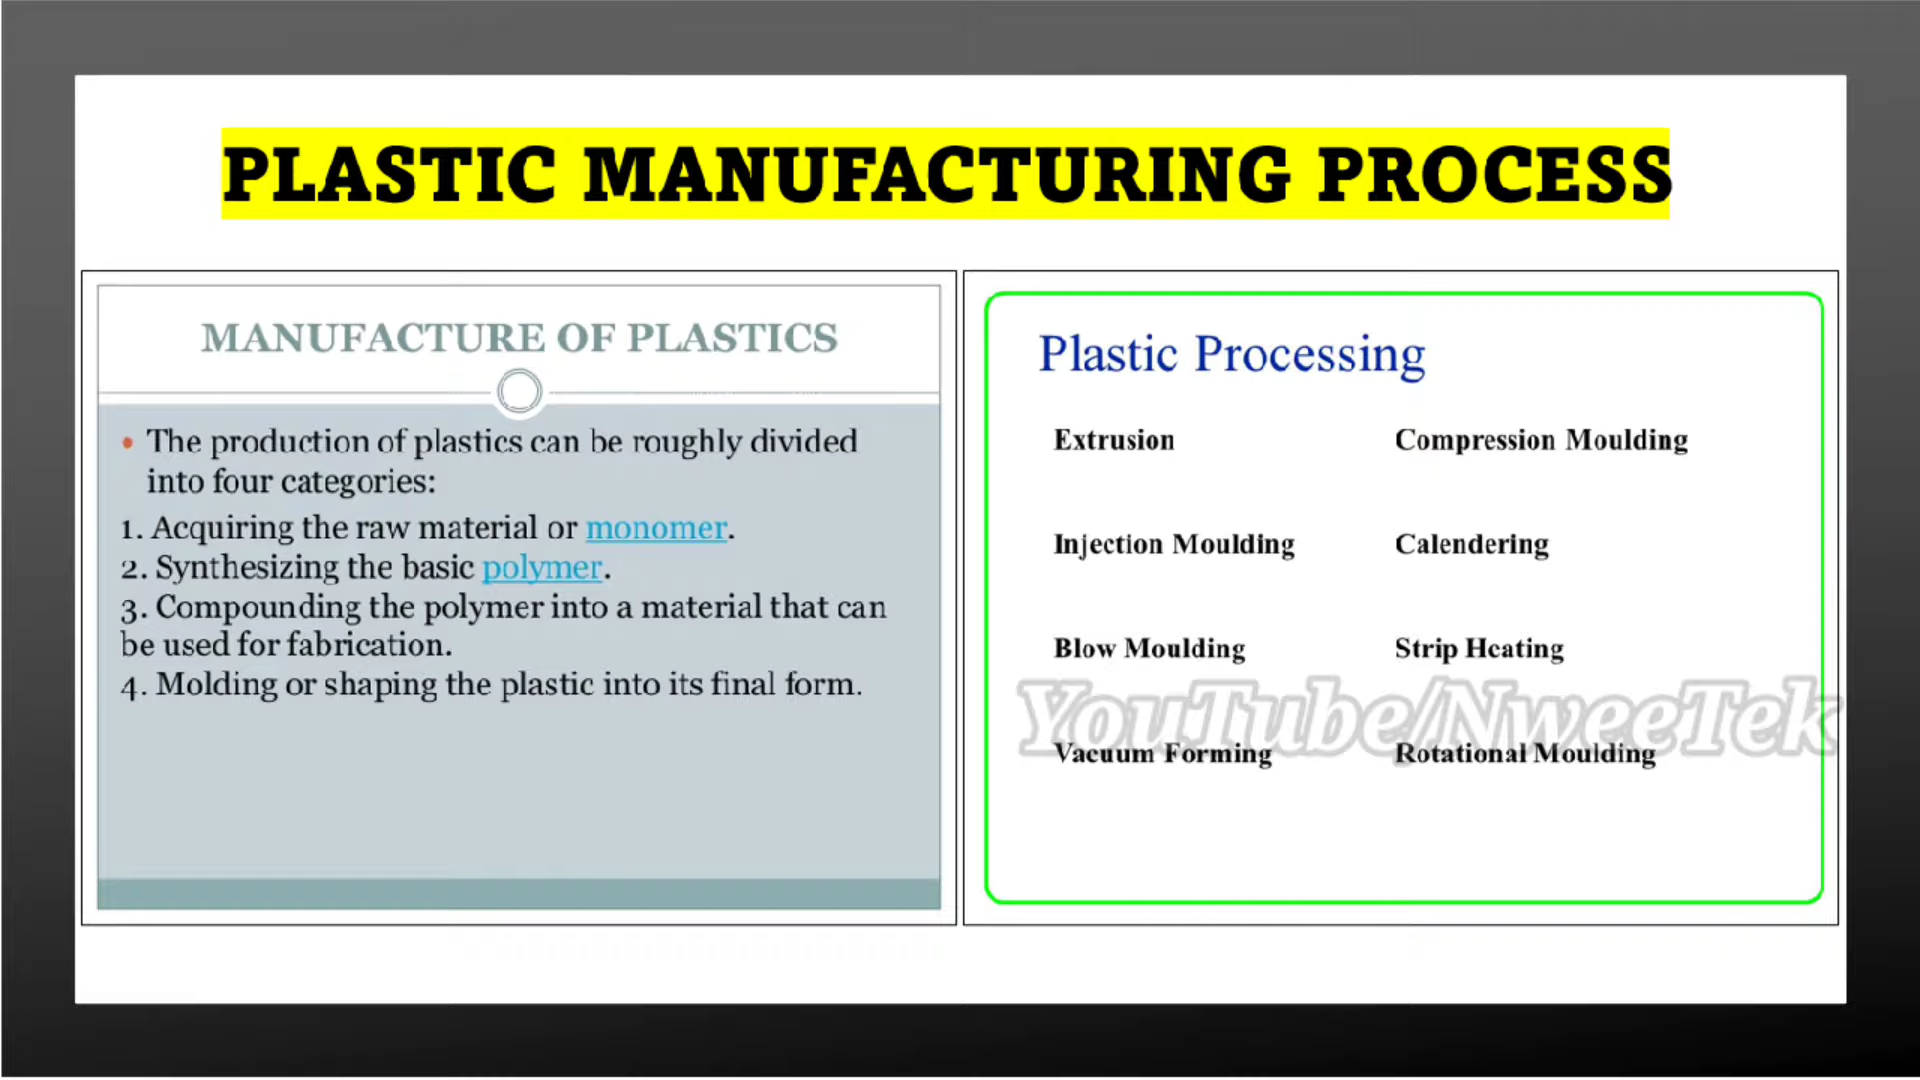 PLASTIC MANUFACTURING PROCESS
MANUFACTURE OF PLASTICS
• The production of plastics can be roughly divided
into four categories:
1. Acquiring the raw material or monomer.
2. Synthesizing the basic polymer.
3. Compounding the polymer into a material that can
be used for fabrication.
4. Molding or shaping the plastic into its final form.
Plastic Processing
Extrusion Compression Moulding
Injection Moulding Calendering
Blow Moulding Strip Heating
YouTube/NweeTek
Vacuum Forming Rotational Moulding